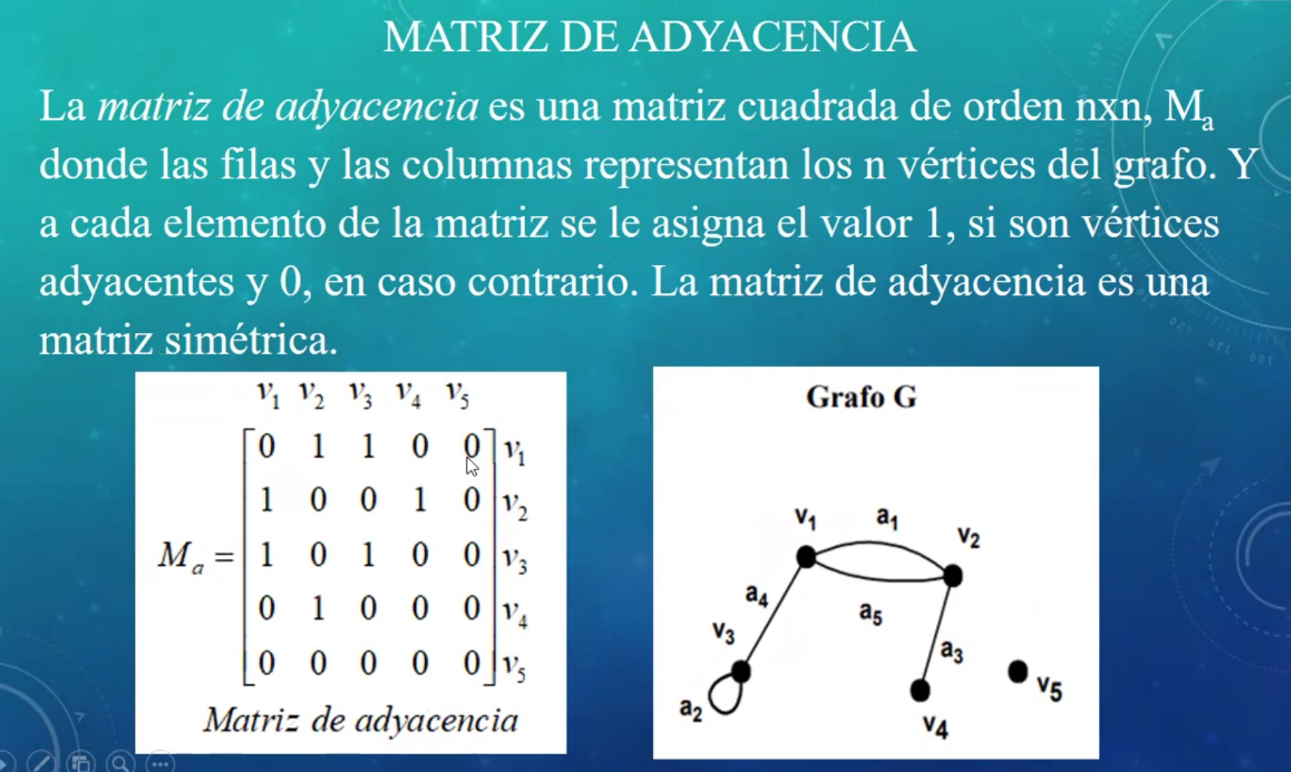 MATRIZ DE ADYACENCIA
La matriz de adyacencia es una matriz cuadrada de orden nxn, Ma
donde las filas y las columnas representan los n vértices del grafo. Y
a cada elemento de la matriz se le asigna el valor 1, si son vértices
adyacentes y 0, en caso contrario. La matriz de adyacencia es una
matriz simétrica.
v1 v2 v3 v4 v5
0 1 1 0 0 v1
1 0 0 1 0 v2
Ma = 1 0 1 0 0 v3
0 1 0 0 0 v4
0 0 0 0 0 v5
Matriz de adyacencia
Grafo G
v1 a1
v2
a4
a5
v3
a3
v5
a2
v4